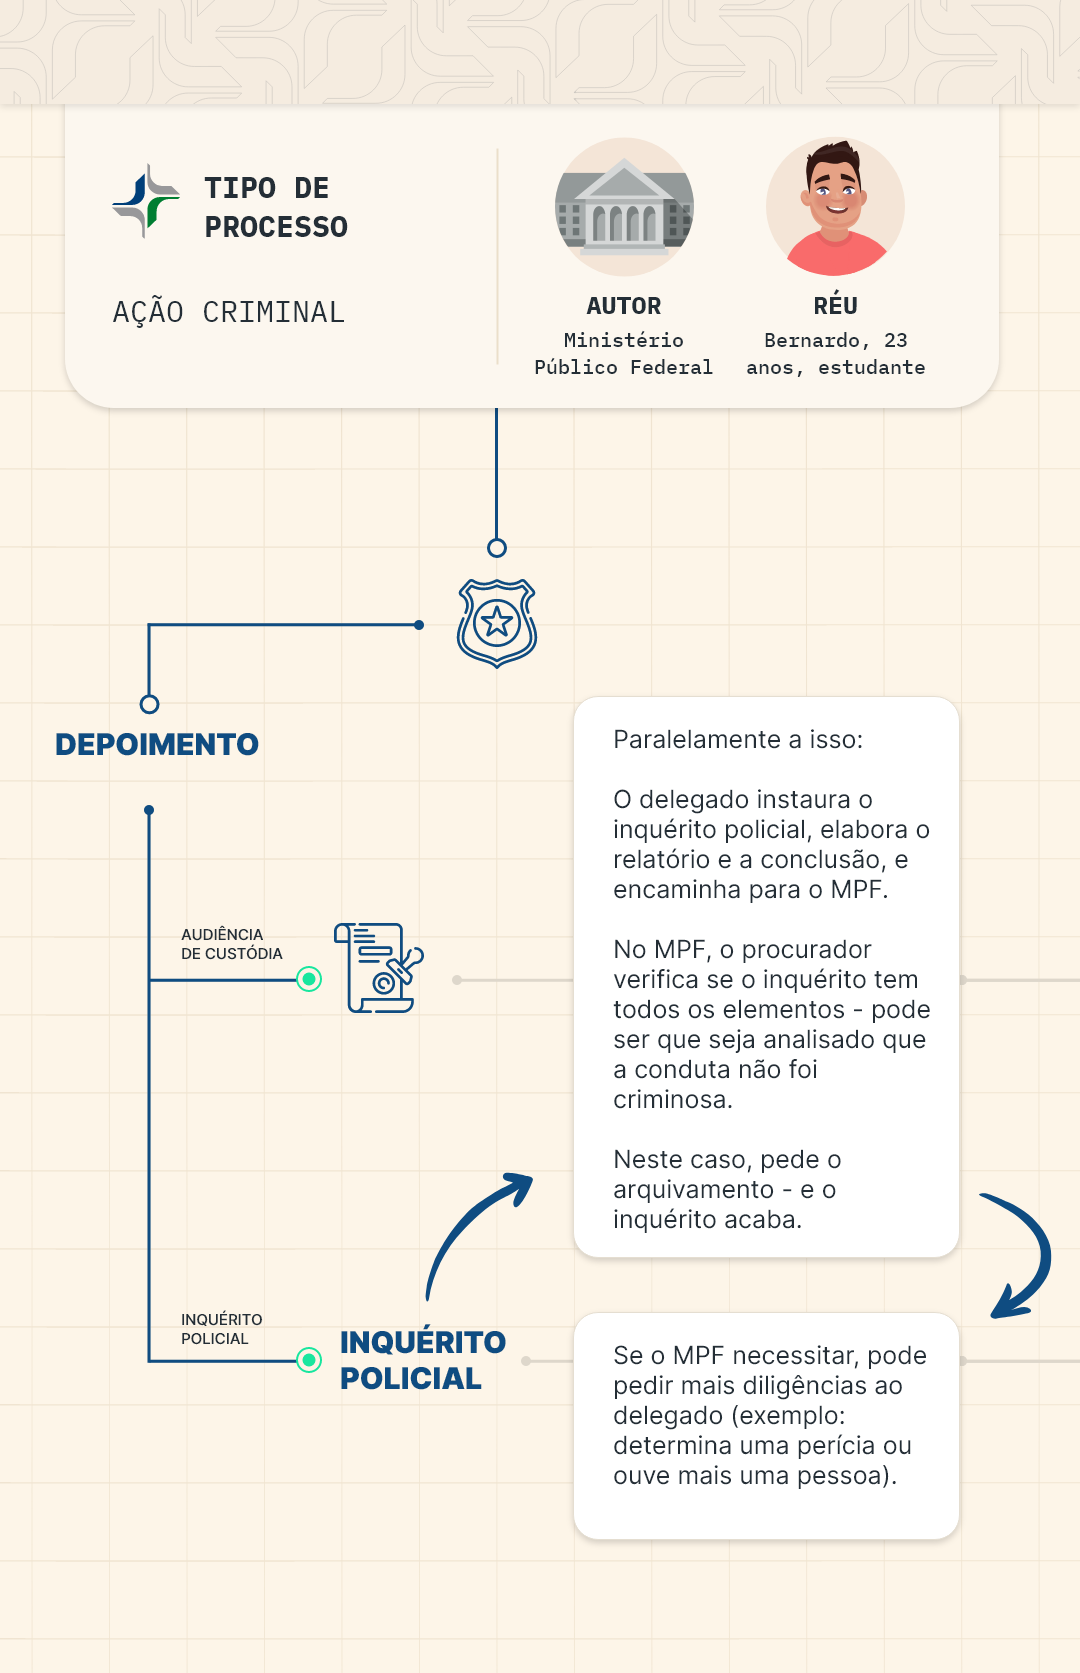 TIPO DE
PROCESSO
AÇÃO CRIMINAL
AUTOR
Ministério
Público Federal
RÉU
Bernardo, 23
anos, estudante
DEPOIMENTO
AUDIÊNCIA
DE CUSTÓDIA
Paralelamente a isso:
O delegado instaura o
inquérito policial, elabora o
relatório e a conclusão, e
encaminha para o MPF.
No MPF, o procurador
verifica se o inquérito tem
todos os elementos - pode
ser que seja analisado que
a conduta não foi
criminosa.
Neste caso, pede o
arquivamento - e o
inquérito acaba.
INQUÉRITO
POLICIAL
INQUÉRITO
POLICIAL
Se o MPF necessitar, pode
pedir mais diligências ao
delegado (exemplo:
determina uma perícia ou
ouve mais uma pessoa).